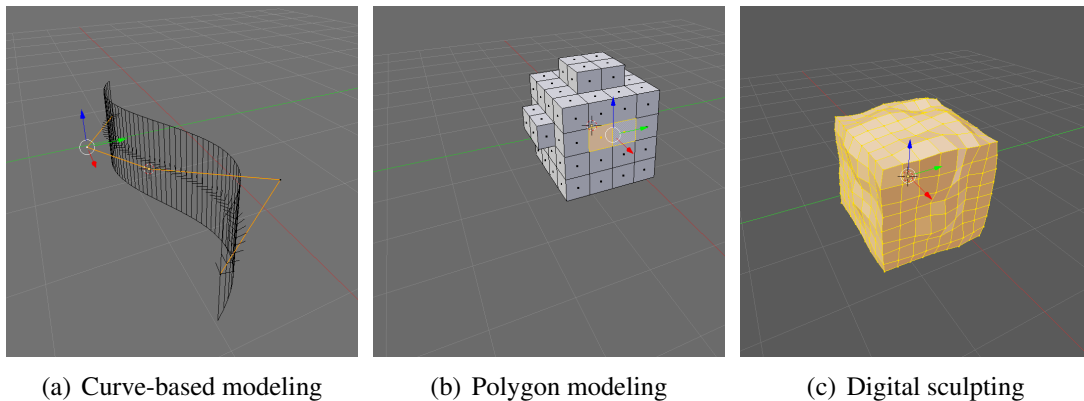 (a) Curve-based modeling
(b) Polygon modeling
(c) Digital sculpting